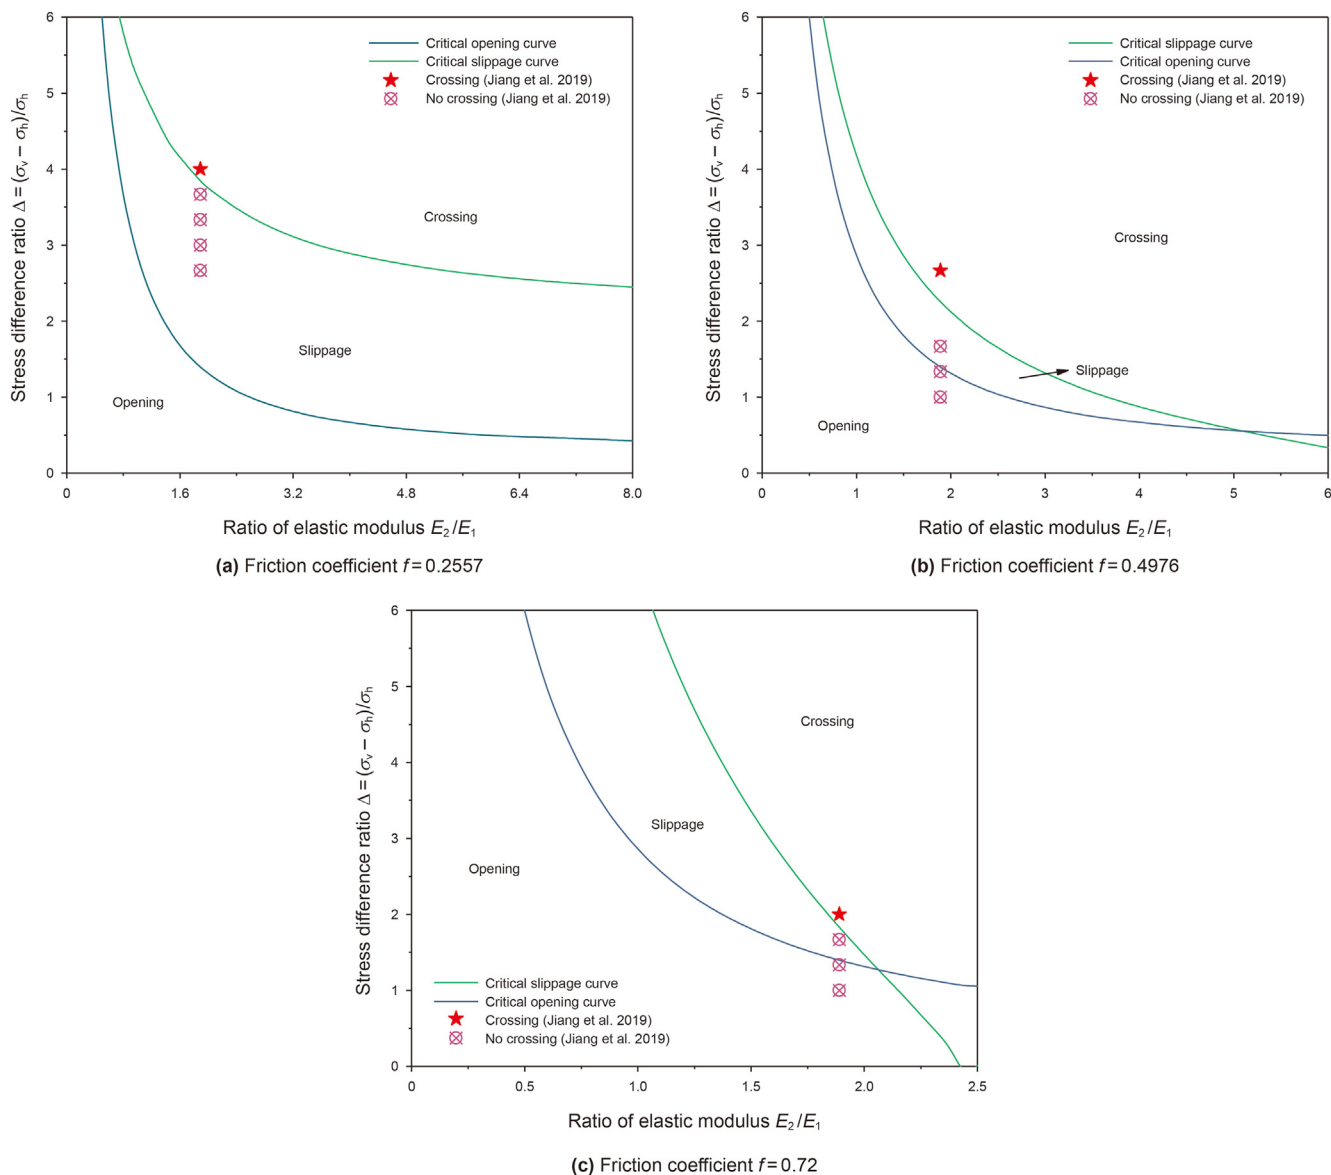 6
5
4
3
2
1
0
Stress difference ratio Δ = (σv − σh)/σh
Critical opening curve
Critical slippage curve
Crossing (Jiang et al. 2019)
No crossing (Jiang et al. 2019)
Crossing
Slippage
Opening
0 1.6 3.2 4.8 6.4 8.0
Ratio of elastic modulus E2/E1
(a) Friction coefficient f = 0.2557
6
5
4
3
2
1
0
Stress difference ratio Δ = (σv − σh)/σh
Critical slippage curve
Critical opening curve
Crossing (Jiang et al. 2019)
No crossing (Jiang et al. 2019)
Crossing
Slippage
Opening
0 1 2 3 4 5 6
Ratio of elastic modulus E2/E1
(b) Friction coefficient f = 0.4976
6
5
4
3
2
1
0
Stress difference ratio Δ = (σv − σh)/σh
Crossing
Slippage
Opening
Critical slippage curve
Critical opening curve
Crossing (Jiang et al. 2019)
No crossing (Jiang et al. 2019)
0 0.5 1.0 1.5 2.0 2.5
Ratio of elastic modulus E2/E1
(c) Friction coefficient f = 0.72